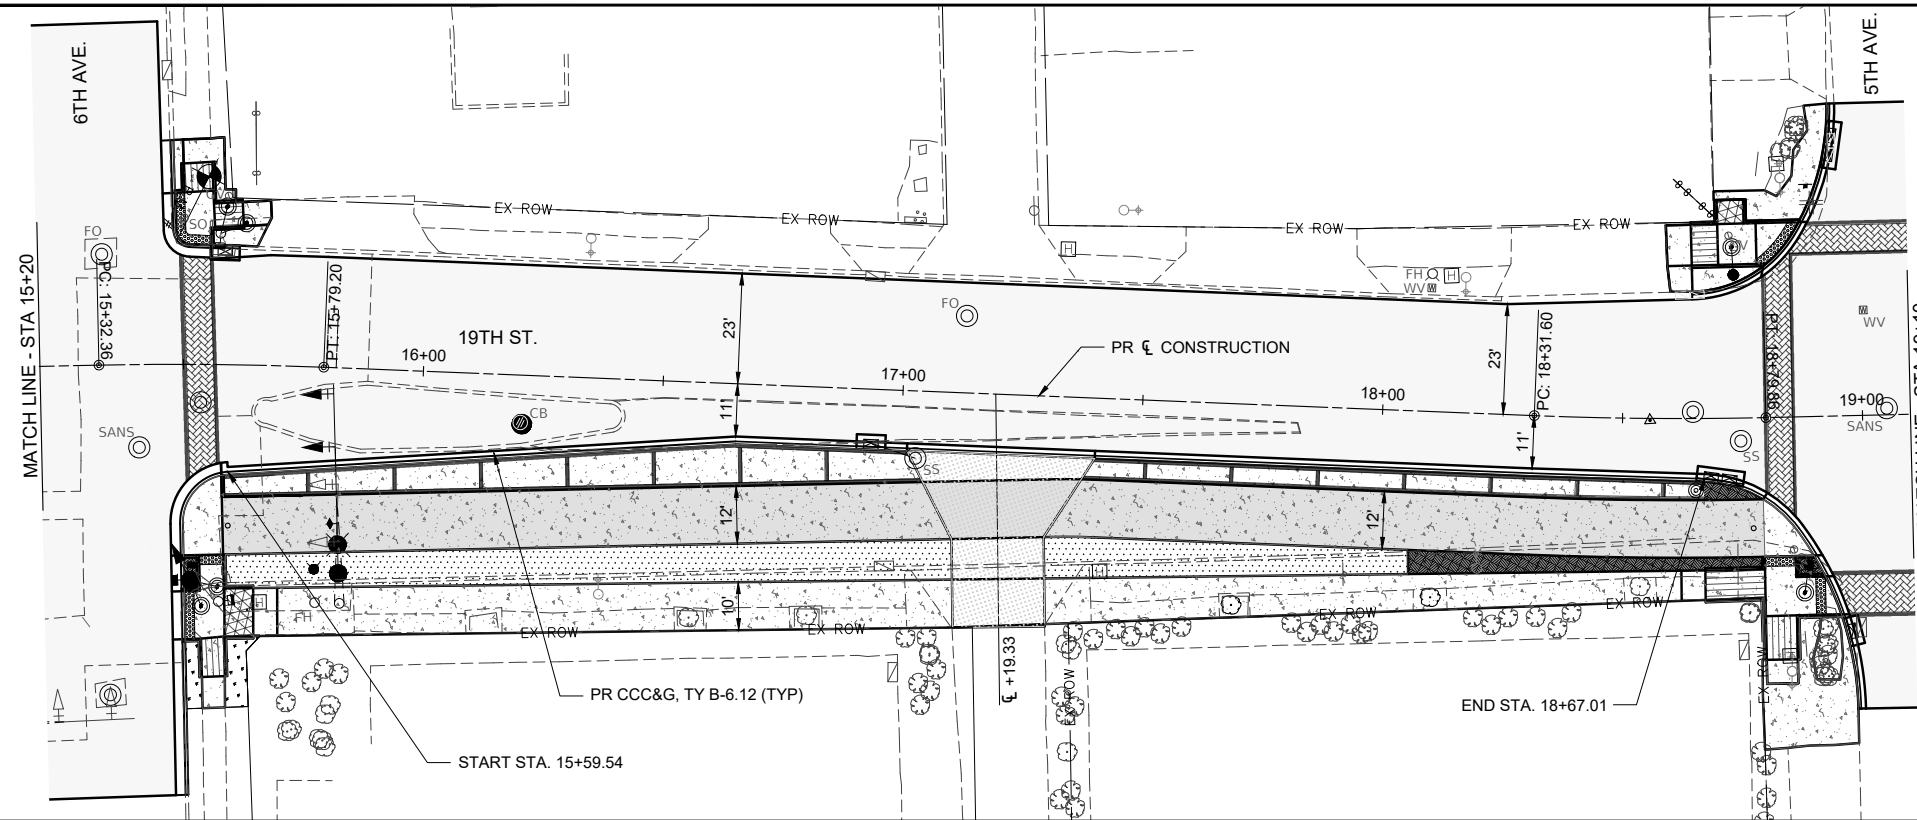 6TH AVE.
5TH AVE.
EX ROW
EX ROW
EX ROW
EX ROW
FO
SO
FH
WV
FO
WV
MATCH LINE - STA 15+20
PC: 15+32.36
PT: 15+79.20
19TH ST.
16+00
23'
17+00
PR ℄ CONSTRUCTION
18+00
23'
PC: 18+31.60
PT: 18+79.86
19+00
SANS
SANS
CB
11'
11'
SS
SS
12'
12'
10'
FH
EX ROW
EX ROW
EX ROW
EX ROW
℄ +19.33
EX ROW
EX ROW
PR CCC&G, TY B-6.12 (TYP)
END STA. 18+67.01
START STA. 15+59.54